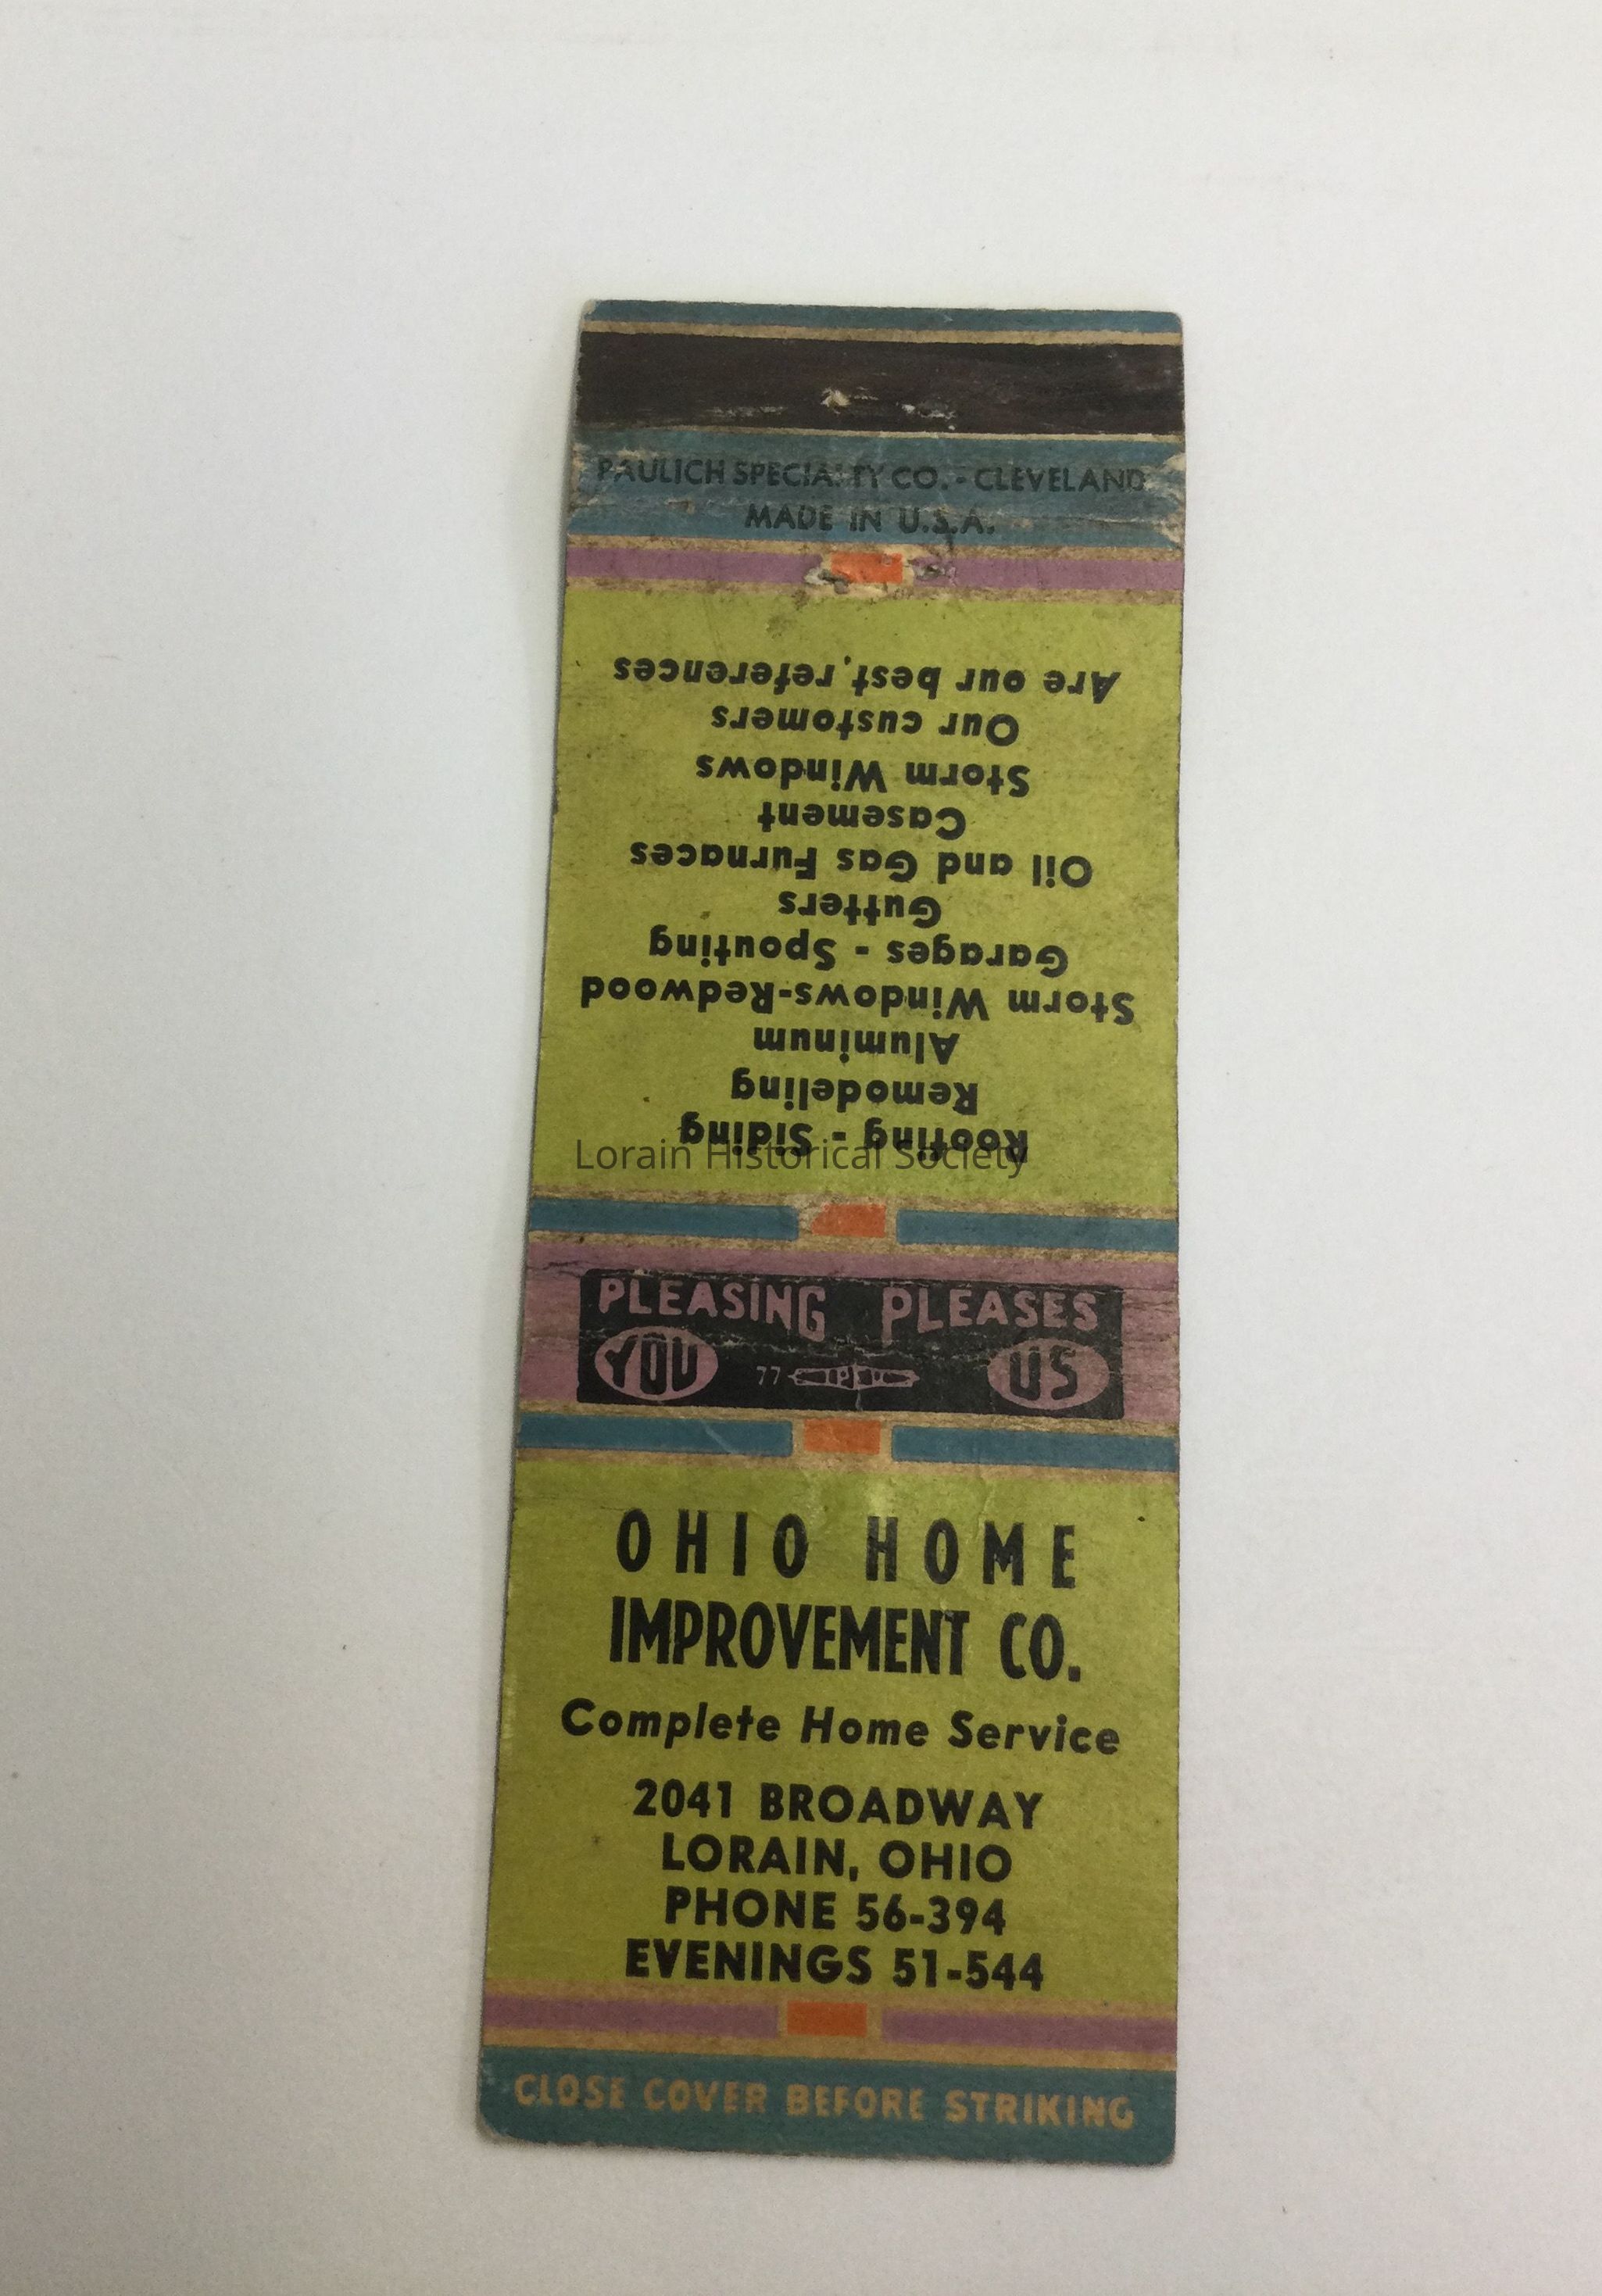 PAULICH SPECIALTY CO. - CLEVELAND
MADE IN U.S.A.
Roofing - Siding
Remodeling
Aluminum
Storm Windows-Redwood
Garages - Spouting
Gutters
Oil and Gas Furnaces
Casement
Storm Windows
Our customers
Are our best references
Lorain Historical Society
PLEASING PLEASES
YOU 77 US
OHIO HOME
IMPROVEMENT CO.
Complete Home Service
2041 BROADWAY
LORAIN, OHIO
PHONE 56-394
EVENINGS 51-544
CLOSE COVER BEFORE STRIKING